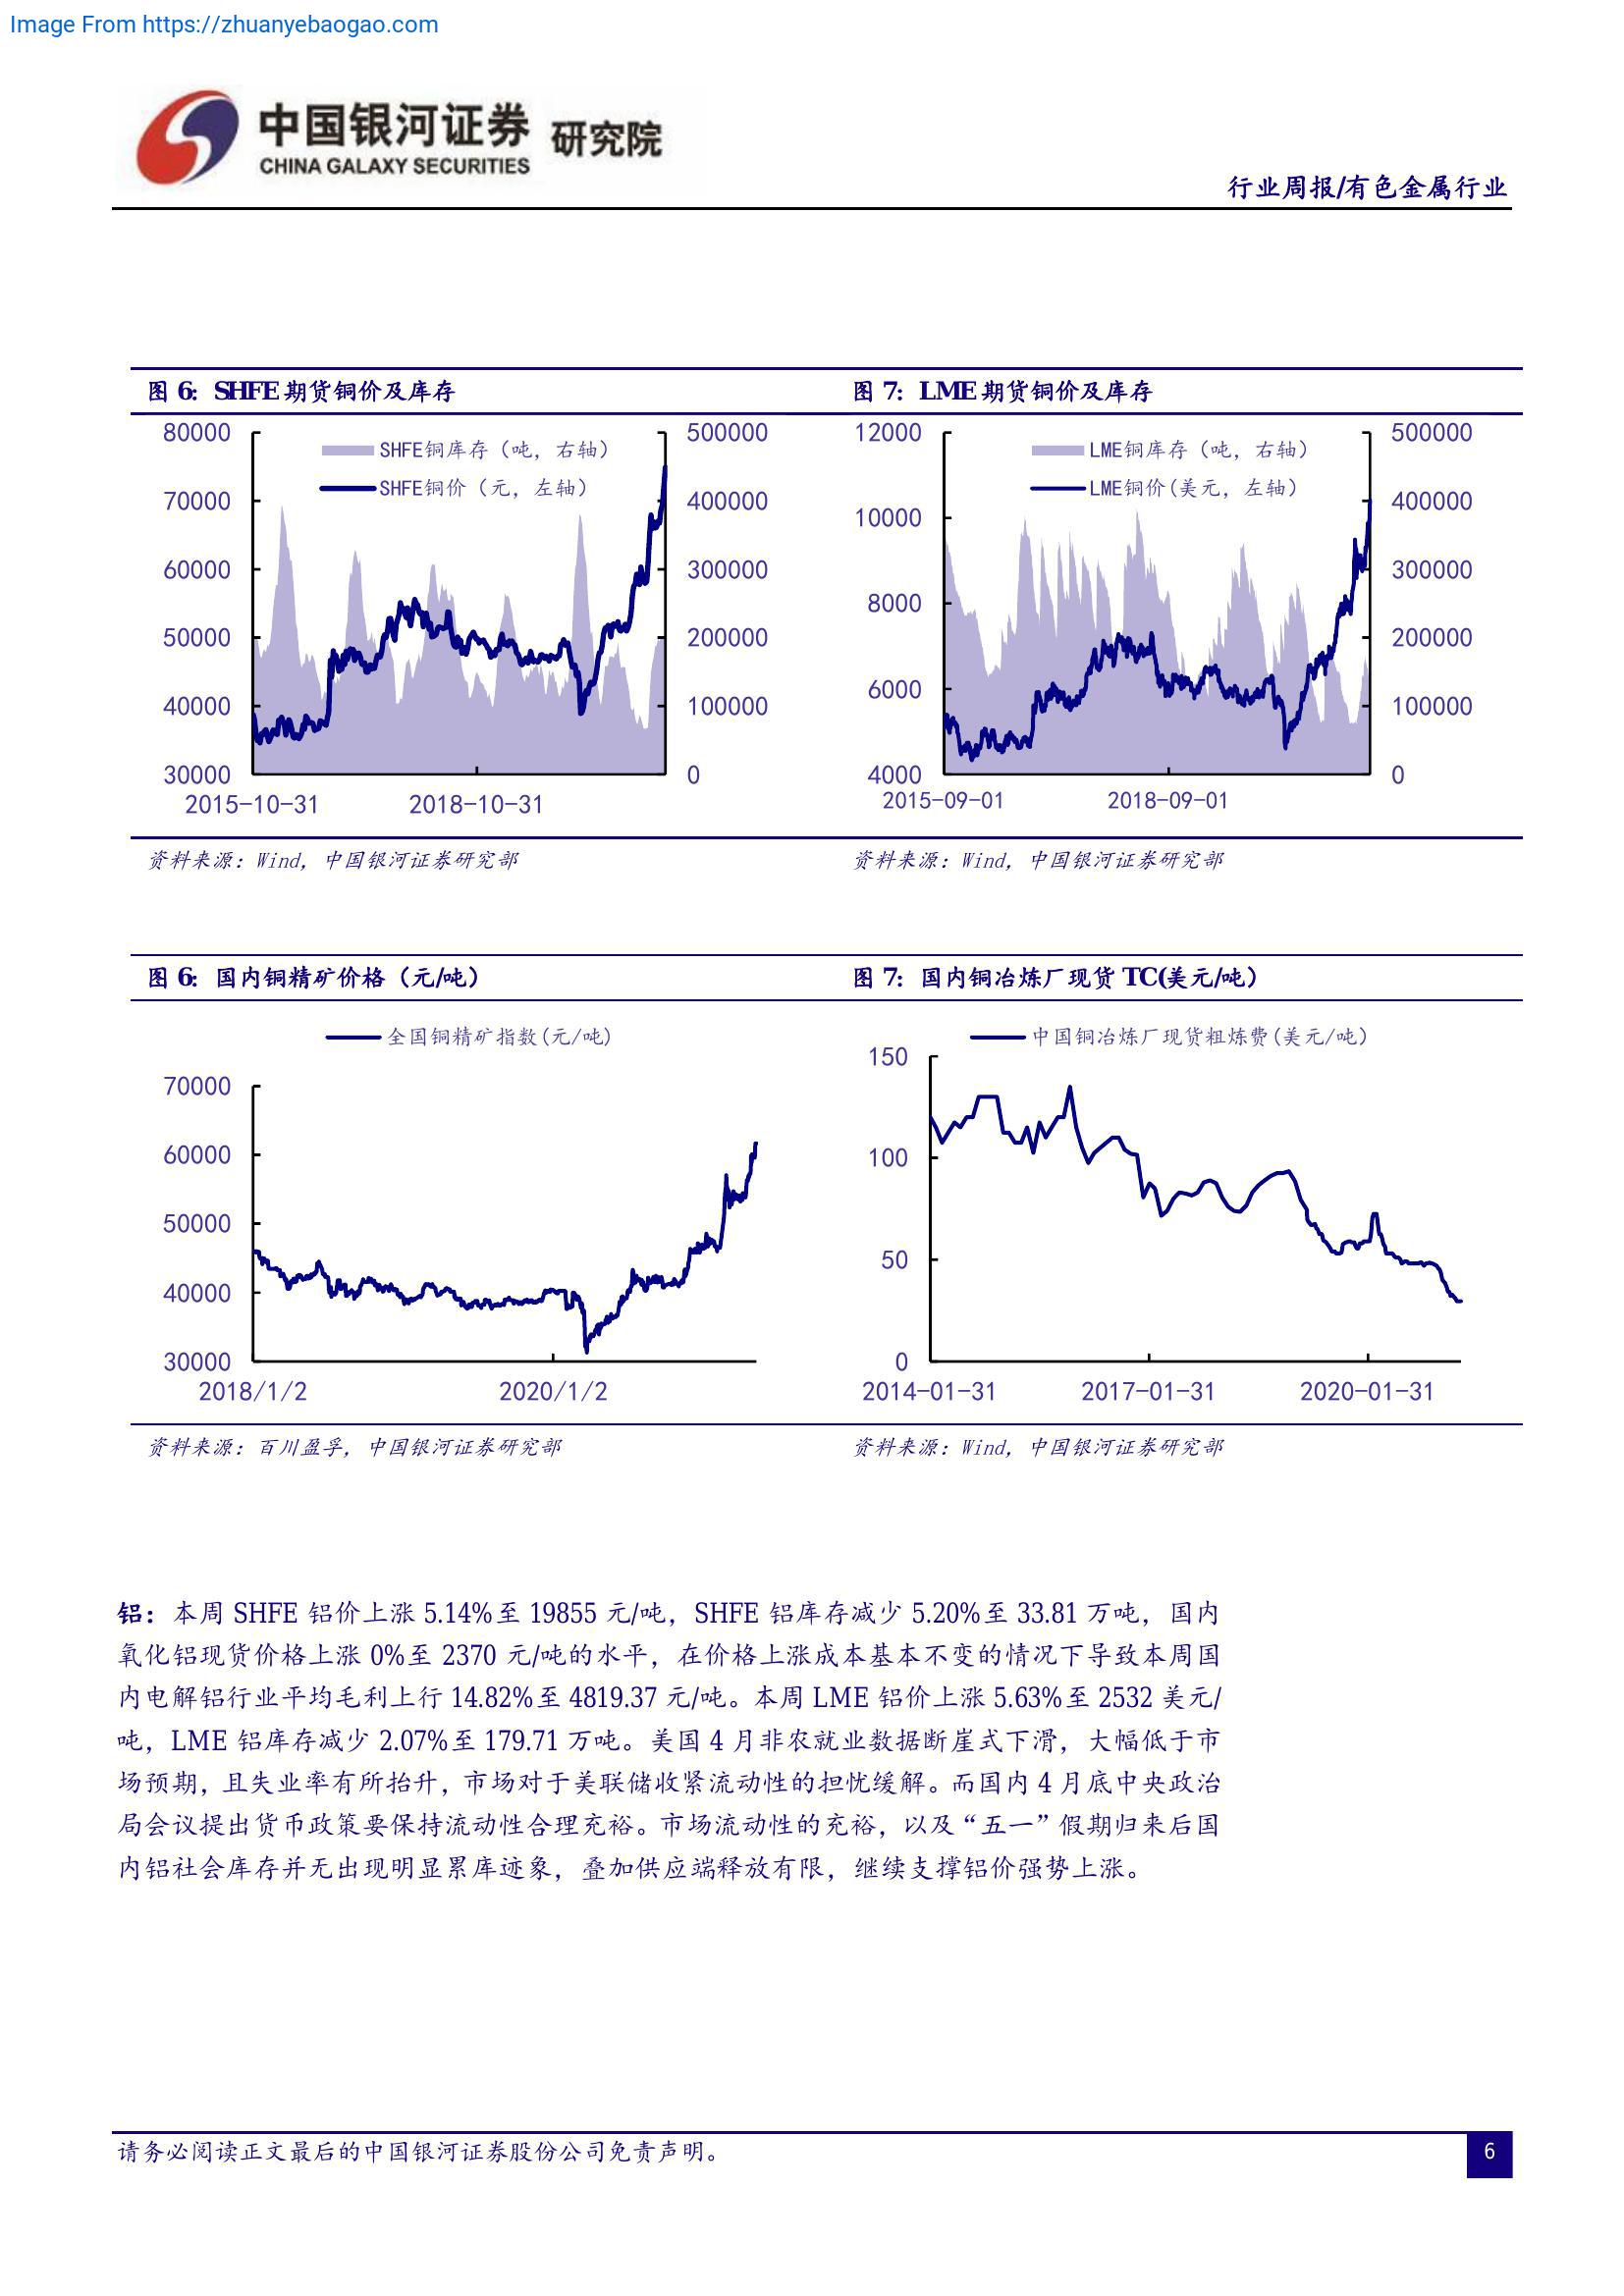 Image From https://zhuanyebaogao.com
中国银河证券 研究院
CHINA GALAXY SECURITIES
行业周报/有色金属行业
图 6: SHFE 期货铜价及库存
图 7: LME 期货铜价及库存
80000
70000
60000
50000
40000
30000
SHFE铜库存（吨，右轴）
SHFE铜价（元，左轴）
500000
400000
300000
200000
100000
0
2015-10-31
2018-10-31
12000
10000
8000
6000
4000
LME铜库存（吨，右轴）
LME铜价(美元，左轴）
500000
400000
300000
200000
100000
0
2015-09-01
2018-09-01
资料来源：Wind，中国银河证券研究部
资料来源：Wind，中国银河证券研究部
图 6: 国内铜精矿价格（元/吨）
图 7: 国内铜冶炼厂现货 TC(美元/吨）
全国铜精矿指数(元/吨)
70000
60000
50000
40000
30000
2018/1/2
2020/1/2
中国铜冶炼厂现货粗炼费(美元/吨）
150
100
50
0
2014-01-31
2017-01-31
2020-01-31
资料来源：百川盈孚，中国银河证券研究部
资料来源：Wind，中国银河证券研究部
铝：本周 SHFE 铝价上涨 5.14%至 19855 元/吨，SHFE 铝库存减少 5.20%至 33.81 万吨，国内
氧化铝现货价格上涨 0%至 2370 元/吨的水平，在价格上涨成本基本不变的情况下导致本周国
内电解铝行业平均毛利上行 14.82%至 4819.37 元/吨。本周 LME 铝价上涨 5.63%至 2532 美元/
吨，LME 铝库存减少 2.07%至 179.71 万吨。美国 4 月非农就业数据断崖式下滑，大幅低于市
场预期，且失业率有所抬升，市场对于美联储收紧流动性的担忧缓解。而国内 4 月底中央政治
局会议提出货币政策要保持流动性合理充裕。市场流动性的充裕，以及“五一”假期归来后国
内铝社会库存并无出现明显累库迹象，叠加供应端释放有限，继续支撑铝价强势上涨。
请务必阅读正文最后的中国银河证券股份公司免责声明。
6